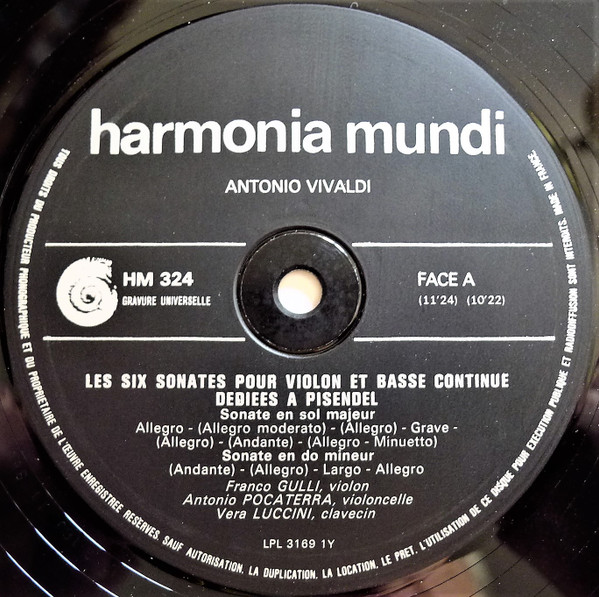 harmonia mundi
ANTONIO VIVALDI
HM 324
GRAVURE UNIVERSELLE
FACE A
(11'24) (10'22)
LES SIX SONATES POUR VIOLON ET BASSE CONTINUE
DEDIEES A PISENDEL
Sonate en sol majeur
Allegro - (Allegro moderato) - (Allegro) - Grave -
(Allegro) - (Andante) - (Allegro - Minuetto)
Sonate en do mineur
(Andante) - (Allegro) - Largo - Allegro
Franco GULLI, violon
Antonio POCATERRA, violoncelle
Vera LUCCINI, clavecin
LPL 3169 1Y
TOUS DROITS DU PRODUCTEUR PHONOGRAPHIQUE ET DU PROPRIETAIRE DE L'ŒUVRE ENREGISTREE RESERVES. SAUF AUTORISATION. LA DUPLICATION. LA LOCATION. LE PRET. L'UTILISATION DE CE DISQUE POUR EXECUTION PUBLIQUE ET RADIODIFFUSION SONT INTERDITS. MADE IN FRANCE.